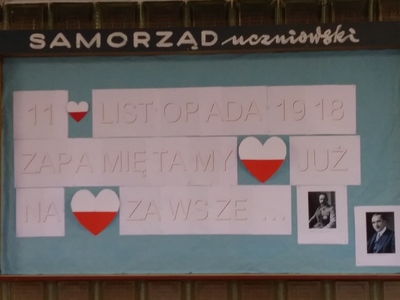 SAMORZĄD uczniowski
11 LISTOPADA 1918
ZAPAMIĘTAMY JUŻ
NA ZAWSZE ...